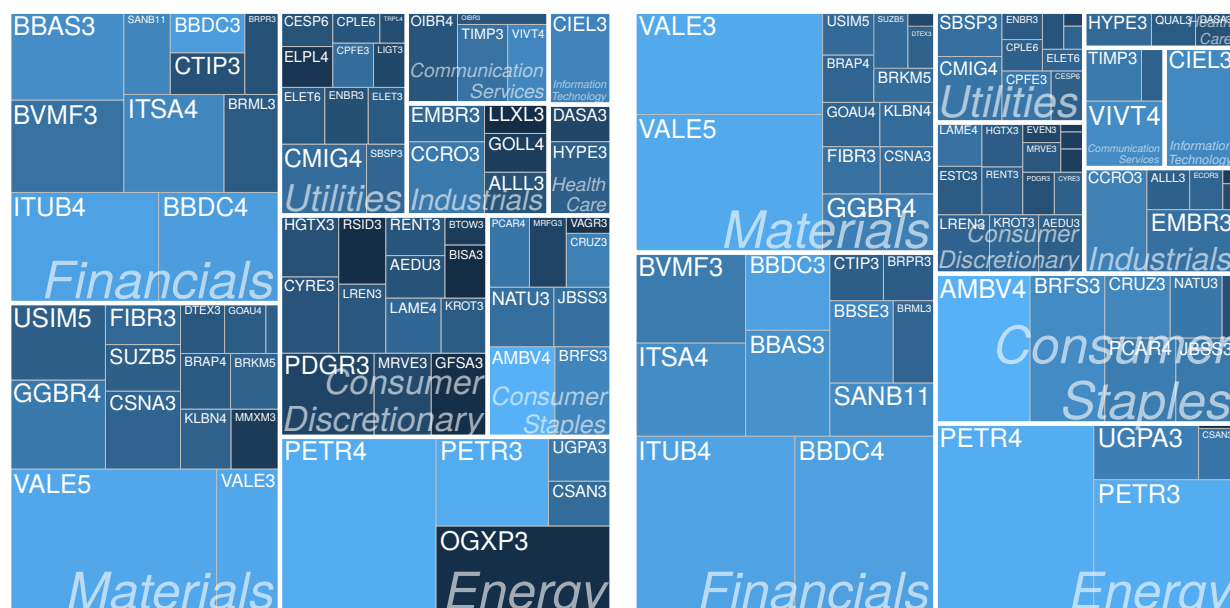 BBAS3
SANB11
BBDC3
BRPR3
CTIP3
BVMF3
ITSA4
BRML3
ITUB4
BBDC4
Financials
USIM5
FIBR3
DTEX3
GOAU4
SUZB5
BRAP4
BRKM5
GGBR4
CSNA3
KLBN4
MMXM3
VALE5
VALE3
Materials
CESP6
CPLE6
TRPL4
ELPL4
CPFE3
LIGT3
ELET6
ENBR3
ELET3
CMIG4
SBSP3
Utilities
OIBR4
OIBR3
TIMP3
VIVT4
Communication
Services
CIEL3
Information
Technology
EMBR3
LLXL3
CCRO3
GOLL4
ALLL3
Industrials
DASA3
HYPE3
Health
Care
HGTX3
RSID3
RENT3
BTOW3
AEDU3
BISA3
CYRE3
LREN3
LAME4
KROT3
PDGR3
MRVE3
GFSA3
Consumer
Discretionary
PCAR4
MRFG3
VAGR3
CRUZ3
NATU3
JBSS3
AMBV4
BRFS3
Consumer
Staples
PETR4
PETR3
UGPA3
CSAN3
OGXP3
Energy
VALE3
USIM5
SUZB5
DTEX3
BRAP4
BRKM5
VALE5
GOAU4
KLBN4
FIBR3
CSNA3
GGBR4
Materials
BVMF3
BBDC3
CTIP3
BRPR3
BBSE3
BRML3
ITSA4
BBAS3
SANB11
ITUB4
BBDC4
Financials
SBSP3
ENBR3
CPLE6
ELET6
CMIG4
CPFE3
CESP6
Utilities
HYPE3
QUAL3
DASA3
Health
Care
TIMP3
VIVT4
Communication
Services
CIEL3
Information
Technology
LAME4
HGTX3
EVEN3
MRVE3
ESTC3
RENT3
PDGR3
CYRE3
LREN3
KROT3
AEDU3
Consumer
Discretionary
CCRO3
ALLL3
ECOR3
EMBR3
Industrials
AMBV4
BRFS3
CRUZ3
NATU3
PCAR4
JBSS3
Consumer
Staples
PETR4
UGPA3
CSAN3
PETR3
Energy